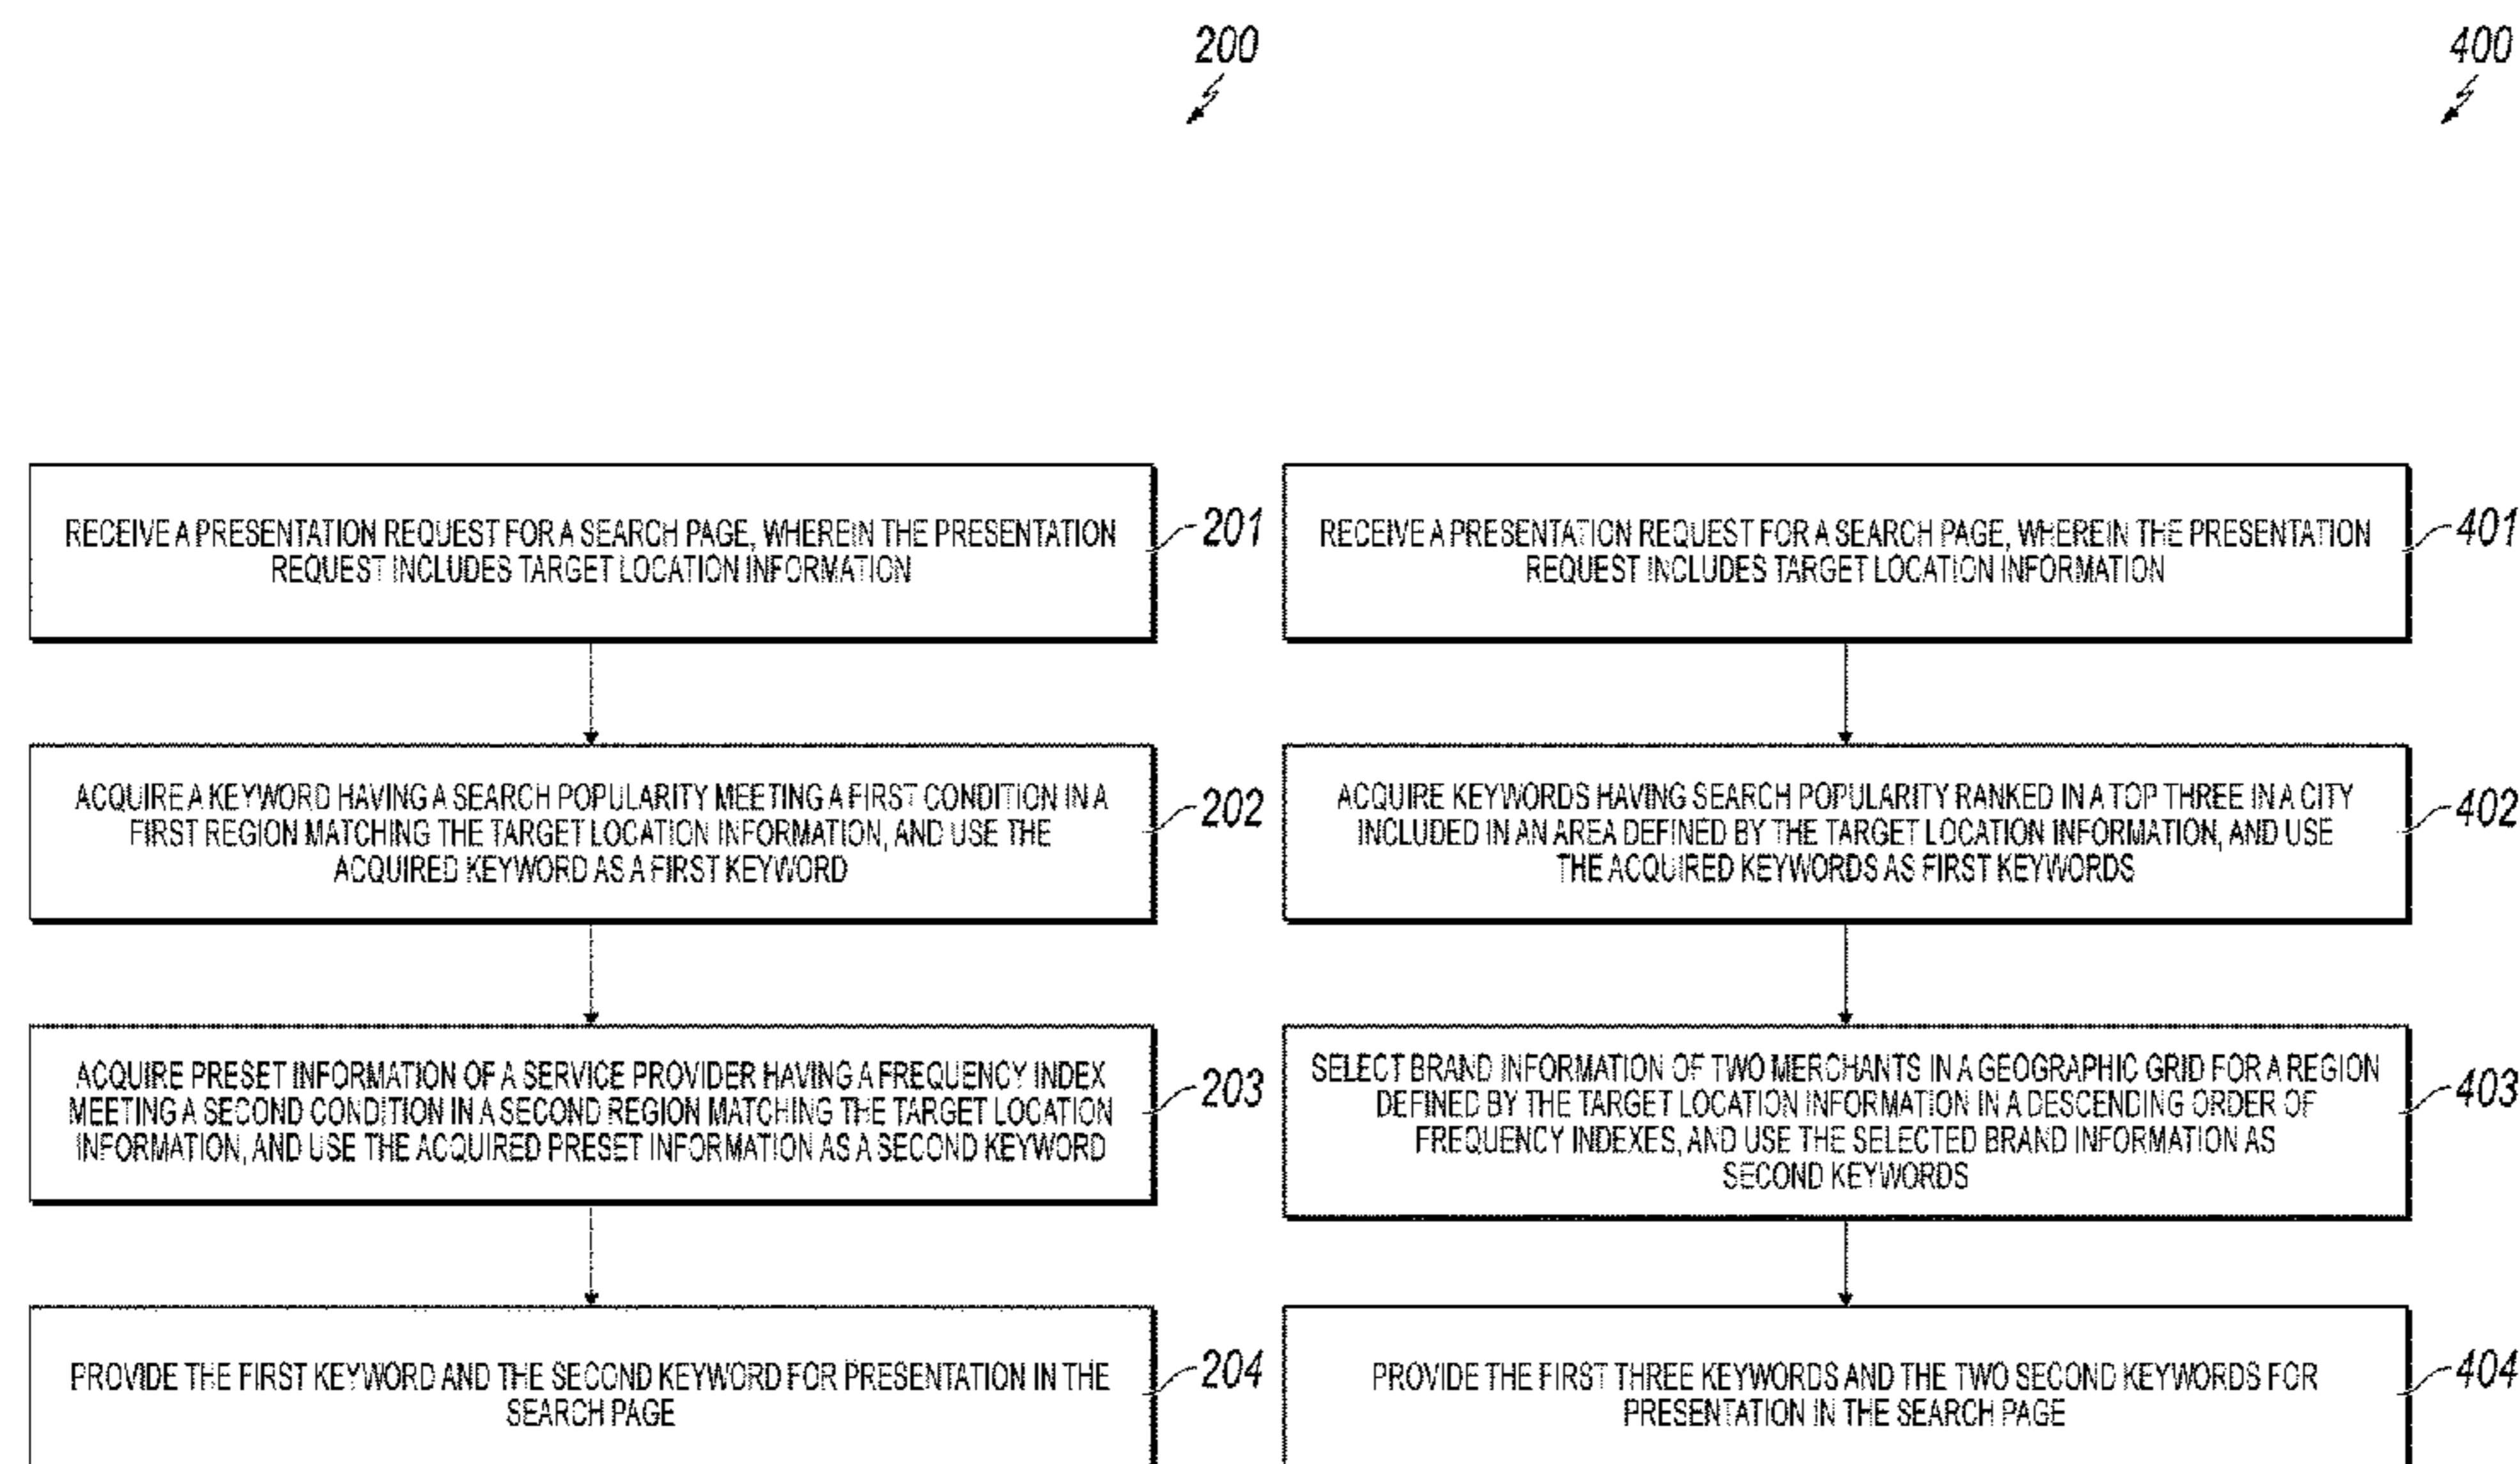 200
RECEIVE A PRESENTATION REQUEST FOR A SEARCH PAGE, WHEREIN THE PRESENTATION
REQUEST INCLUDES TARGET LOCATION INFORMATION
201
ACQUIRE A KEYWORD HAVING A SEARCH POPULARITY MEETING A FIRST CONDITION IN A
FIRST REGION MATCHING THE TARGET LOCATION INFORMATION, AND USE THE
ACQUIRED KEYWORD AS A FIRST KEYWORD
202
ACQUIRE PRESET INFORMATION OF A SERVICE PROVIDER HAVING A FREQUENCY INDEX
MEETING A SECOND CONDITION IN A SECOND REGION MATCHING THE TARGET LOCATION
INFORMATION, AND USE THE ACQUIRED PRESET INFORMATION AS A SECOND KEYWORD
203
PROVIDE THE FIRST KEYWORD AND THE SECOND KEYWORD FOR PRESENTATION IN THE
SEARCH PAGE
204
400
RECEIVE A PRESENTATION REQUEST FOR A SEARCH PAGE, WHEREIN THE PRESENTATION
REQUEST INCLUDES TARGET LOCATION INFORMATION
401
ACQUIRE KEYWORDS HAVING SEARCH POPULARITY RANKED IN A TOP THREE IN A CITY
INCLUDED IN AN AREA DEFINED BY THE TARGET LOCATION INFORMATION, AND USE
THE ACQUIRED KEYWORDS AS FIRST KEYWORDS
402
SELECT BRAND INFORMATION OF TWO MERCHANTS IN A GEOGRAPHIC GRID FOR A REGION
DEFINED BY THE TARGET LOCATION INFORMATION IN A DESCENDING ORDER OF
FREQUENCY INDEXES, AND USE THE SELECTED BRAND INFORMATION AS
SECOND KEYWORDS
403
PROVIDE THE FIRST THREE KEYWORDS AND THE TWO SECOND KEYWORDS FOR
PRESENTATION IN THE SEARCH PAGE
404